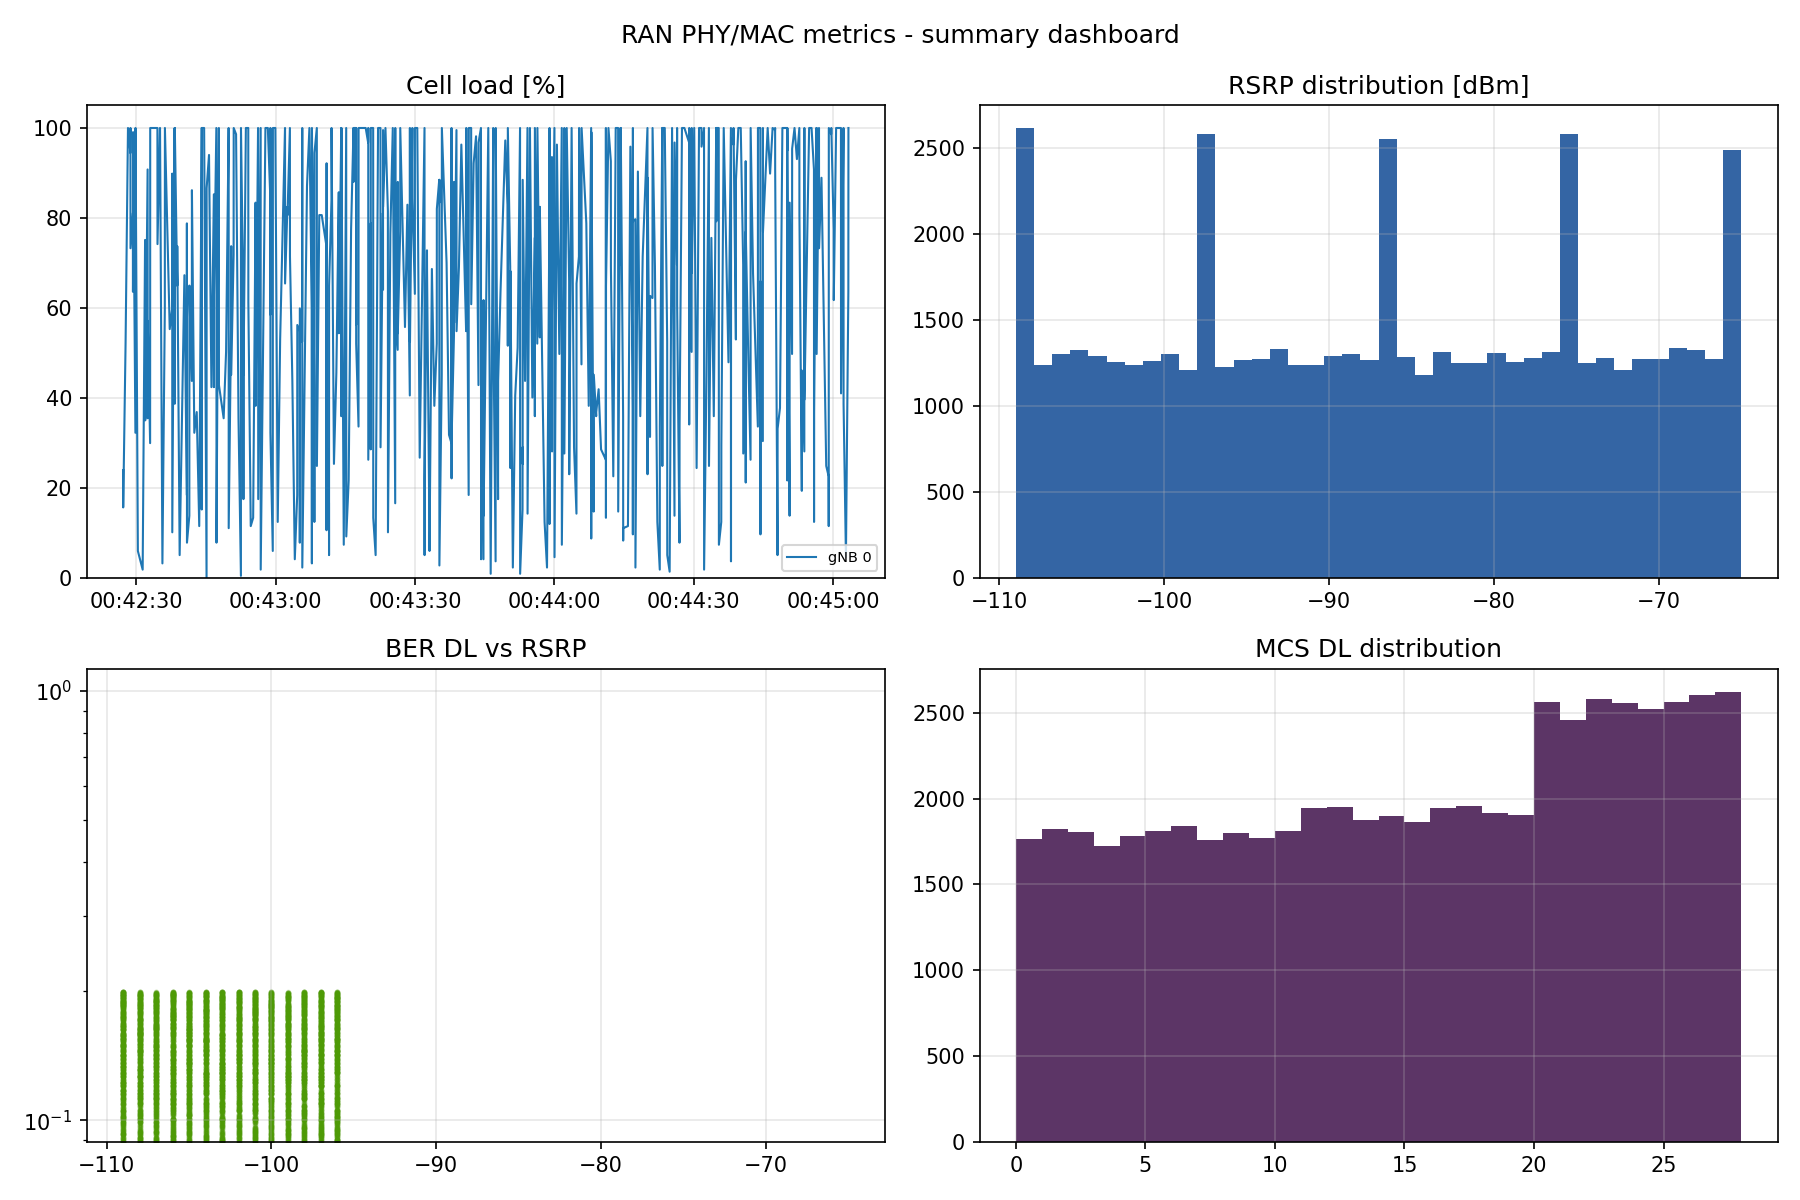 RAN PHY/MAC metrics - summary dashboard
Cell load [%]
100
80
60
40
20
0
00:42:30 00:43:00 00:43:30 00:44:00 00:44:30 00:45:00
gNB 0
RSRP distribution [dBm]
2500
2000
1500
1000
500
0
−110 −100 −90 −80 −70
BER DL vs RSRP
10⁰
10⁻¹
−110 −100 −90 −80 −70
MCS DL distribution
2500
2000
1500
1000
500
0
0 5 10 15 20 25